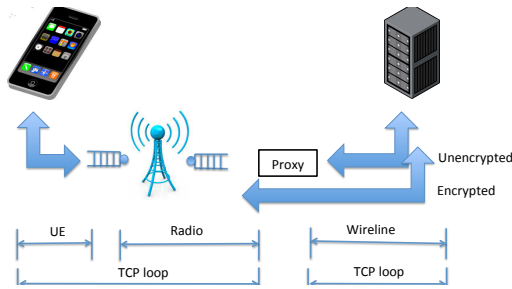 Proxy
Unencrypted
Encrypted
UE
Radio
Wireline
TCP loop
TCP loop